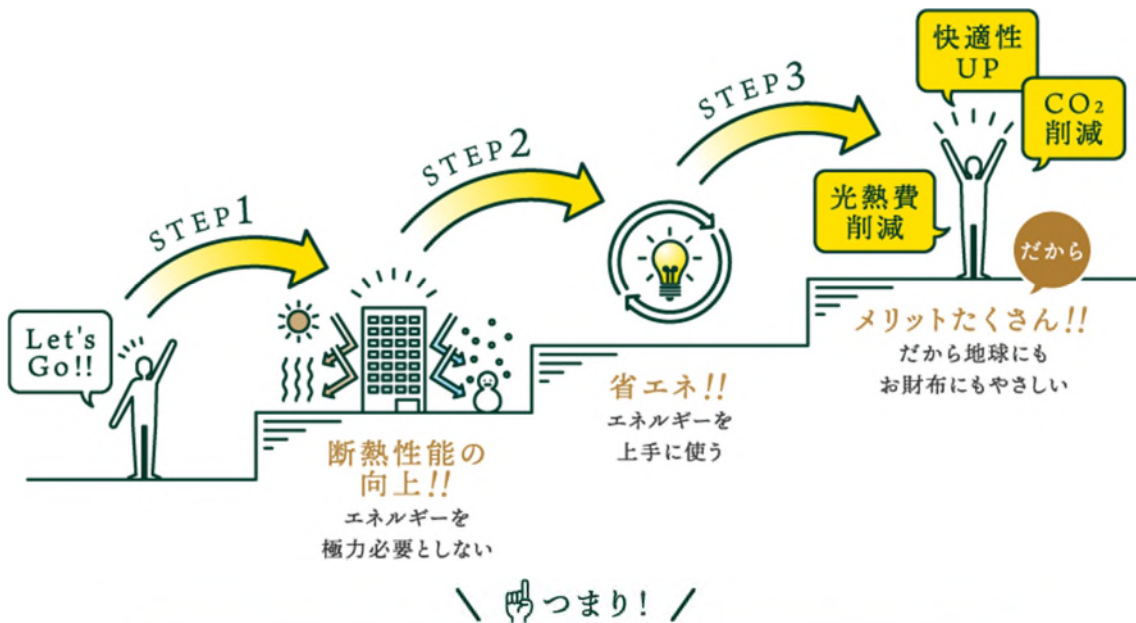 Let's
Go!!
STEP1
断熱性能の
向上!!
エネルギーを
極力必要としない
STEP2
省エネ!!
エネルギーを
上手に使う
STEP3
快適性
UP
CO₂
削減
光熱費
削減
だから
メリットたくさん!!
だから地球にも
お財布にもやさしい
つまり!